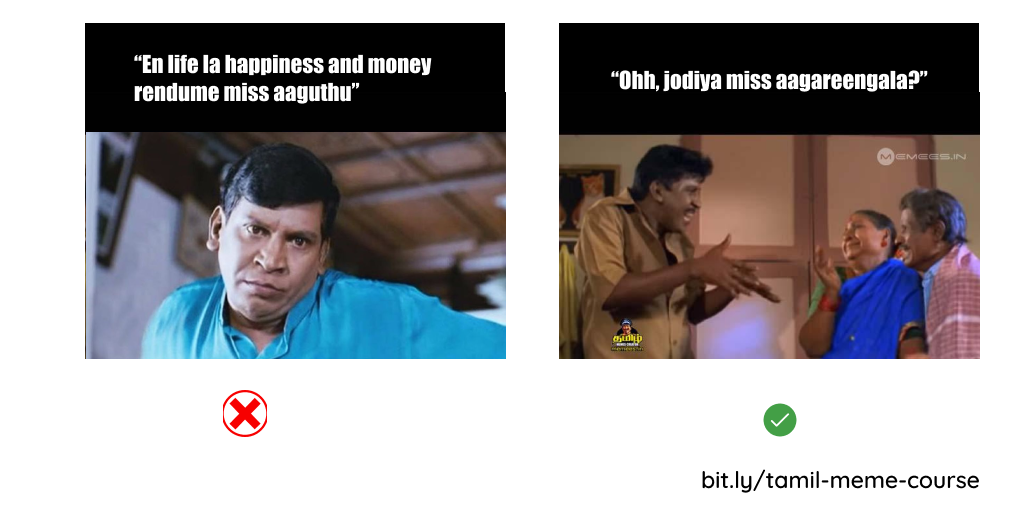 “En life la happiness and money
rendume miss aaguthu”
“Ohh, jodiya miss aagareengala?”
MEMEES.IN
தமிழ்
bit.ly/tamil-meme-course